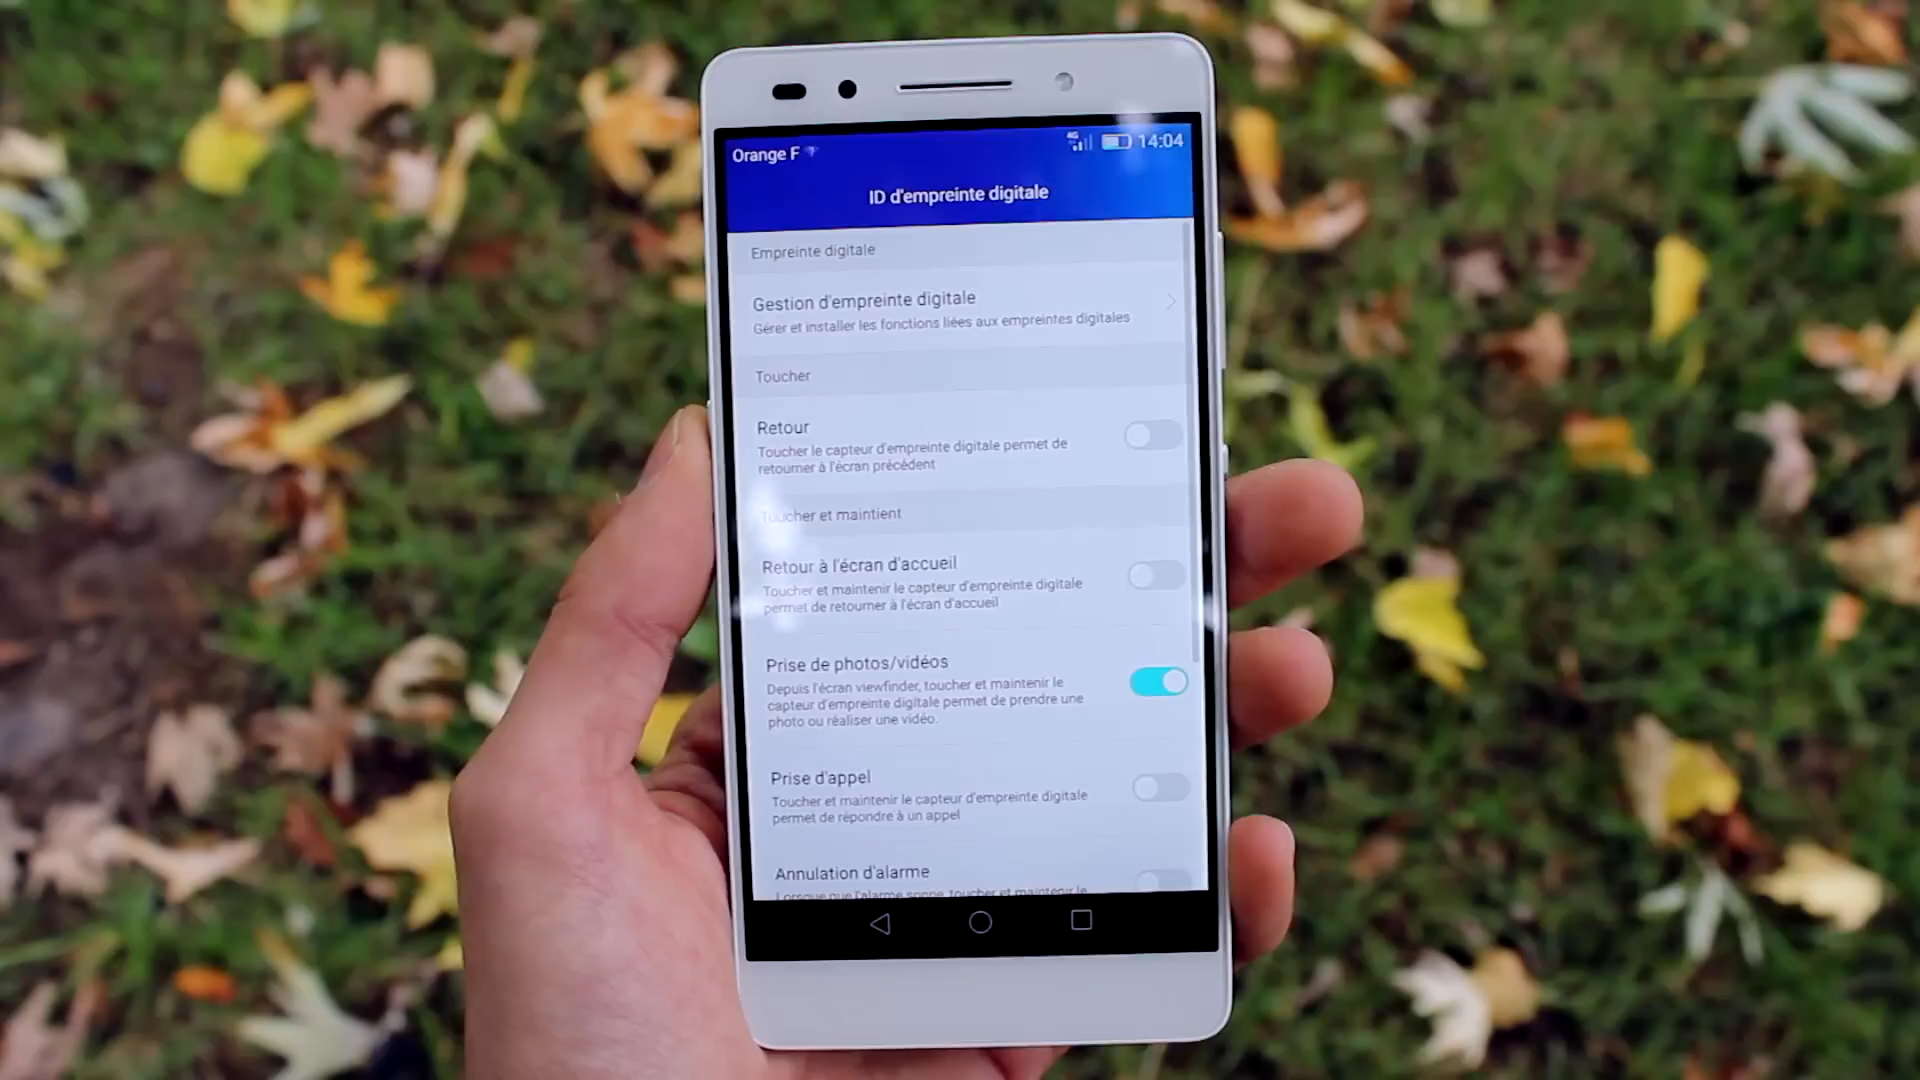 Orange F
4G
14:04
ID d'empreinte digitale
Empreinte digitale
Gestion d'empreinte digitale
Gérer et installer les fonctions liées aux empreintes digitales
Toucher
Retour
Toucher le capteur d'empreinte digitale permet de
retourner à l'écran précédent
Toucher et maintient
Retour à l'écran d'accueil
Toucher et maintenir le capteur d'empreinte digitale
permet de retourner à l'écran d'accueil
Prise de photos/vidéos
Depuis l'écran viewfinder, toucher et maintenir le
capteur d'empreinte digitale permet de prendre une
photo ou réaliser une vidéo.
Prise d'appel
Toucher et maintenir le capteur d'empreinte digitale
permet de répondre à un appel
Annulation d'alarme
Lorsque que l'alarme sonne, toucher et maintenir le